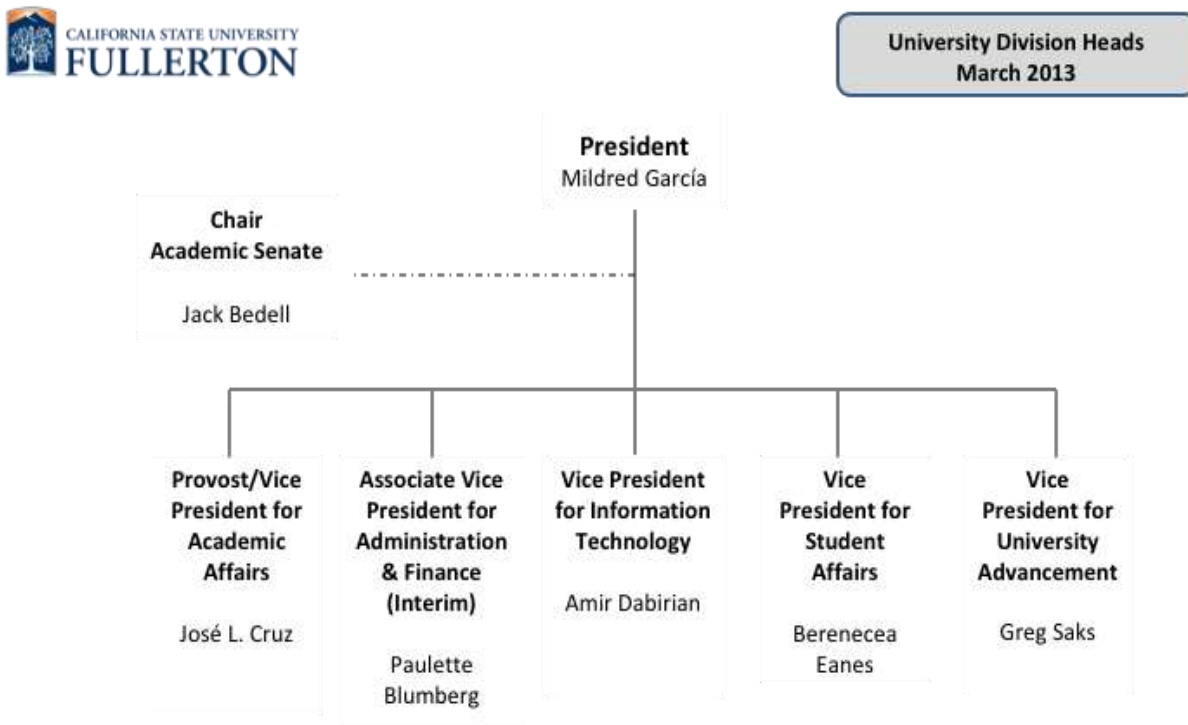 CALIFORNIA STATE UNIVERSITY
FULLERTON
University Division Heads
March 2013
President
Mildred García
Chair
Academic Senate
Jack Bedell
Provost/Vice
President for
Academic
Affairs
José L. Cruz
Associate Vice
President for
Administration
& Finance
(Interim)
Paulette
Blumberg
Vice President
for Information
Technology
Amir Dabirian
Vice
President for
Student
Affairs
Berenecea
Eanes
Vice
President for
University
Advancement
Greg Saks